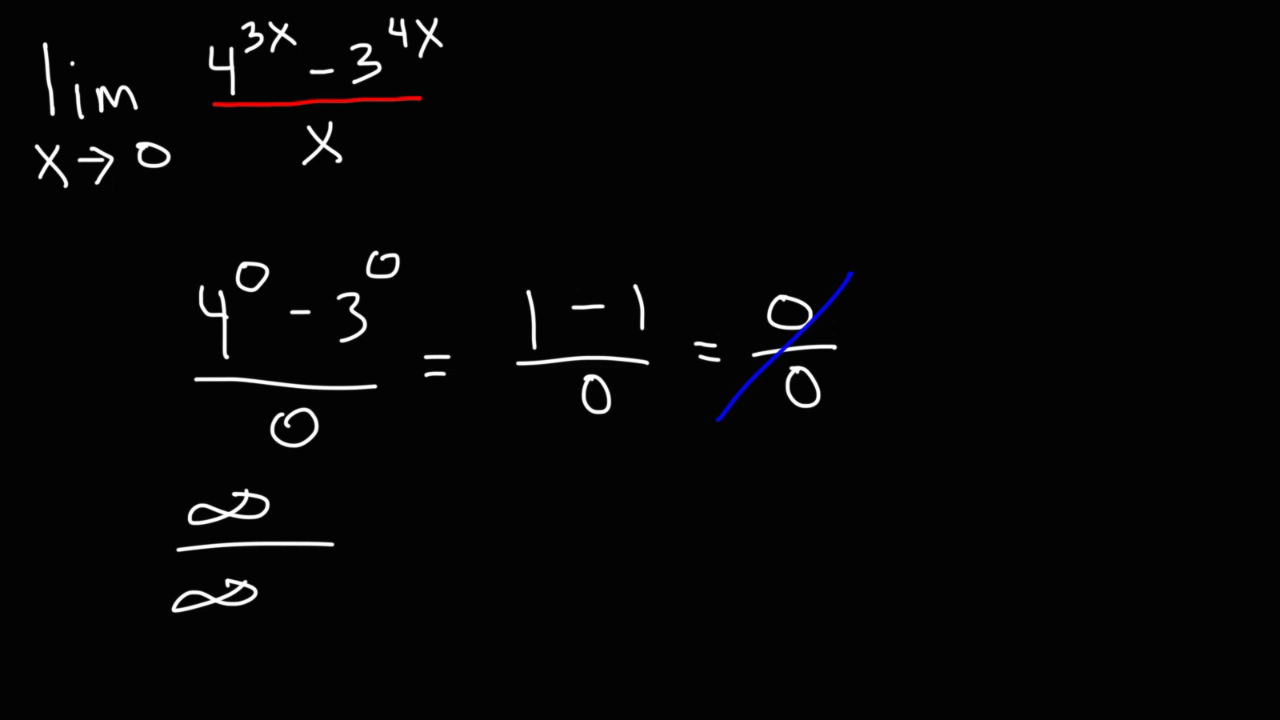 lim x→0 (4^{3x} - 3^{4x}) / x
(4^0 - 3^0) / 0 = (1 - 1) / 0 = 0/0
∞/∞